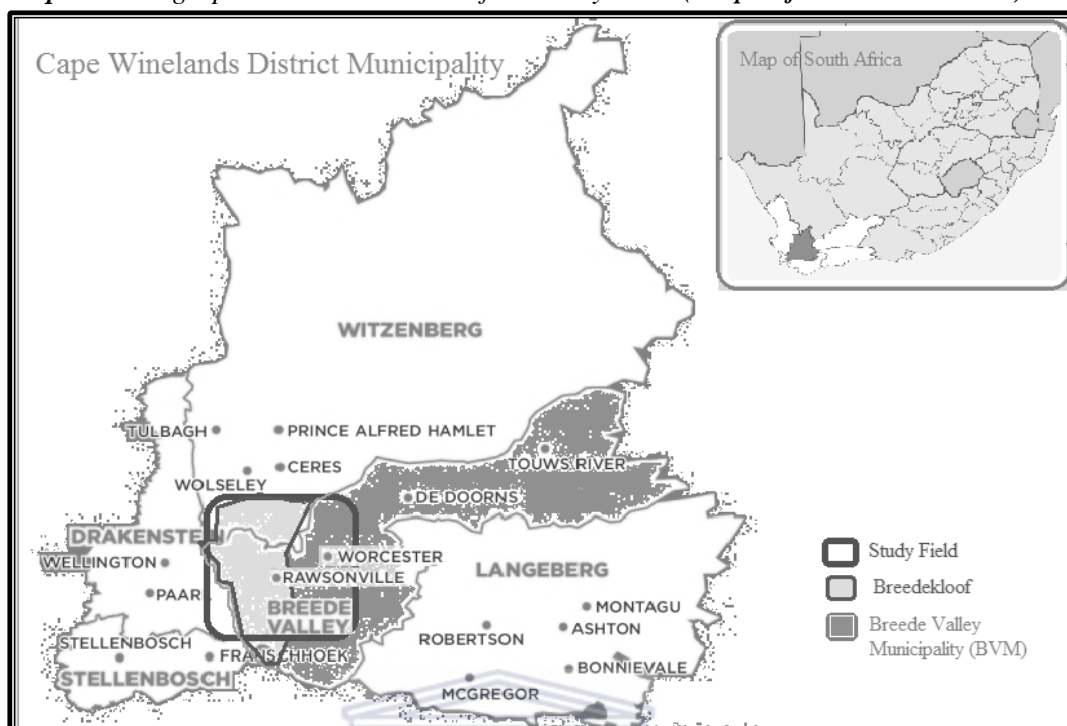 Cape Winelands District Municipality
Map of South Africa
WITZENBERG
TULBAGH
PRINCE ALFRED HAMLET
CERES
WOLSELEY
TOUWS RIVER
DE DOORNS
DRAKENSTEIN
WELLINGTON
PAAR
WORCESTER
RAWSONVILLE
BREEDE
VALLEY
LANGEBERG
MONTAGU
ASHTON
ROBERTSON
BONNIEVALE
MCGREGOR
STELLENBOSCH
FRANSCHHOEK
STELLENBOSCH
Study Field
Breedekloof
Breede Valley
Municipality (BVM)